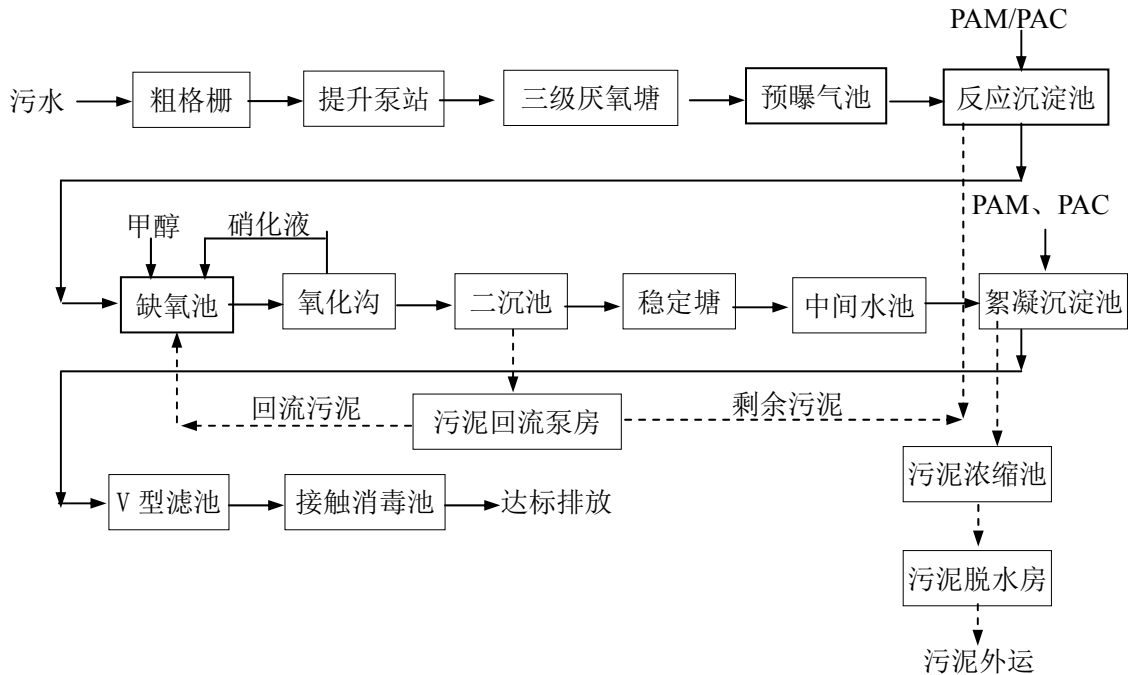 PAM/PAC
污水
粗格栅
提升泵站
三级厌氧塘
预曝气池
反应沉淀池
PAM、PAC
甲醇
硝化液
缺氧池
氧化沟
二沉池
稳定塘
中间水池
絮凝沉淀池
回流污泥
污泥回流泵房
剩余污泥
污泥浓缩池
V 型滤池
接触消毒池
达标排放
污泥脱水房
污泥外运